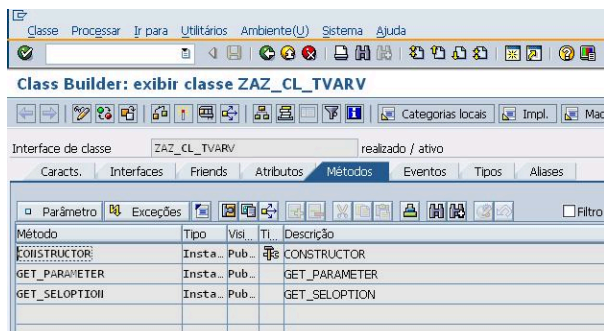 Classe Processar Ir para Utilitários Ambiente(U) Sistema Ajuda
Class Builder: exibir classe ZAZ_CL_TVARV
Categorias locais Impl. Mac
Interface de classe ZAZ_CL_TVARV realizado / ativo
Caracts. Interfaces Friends Atributos Métodos Eventos Tipos Aliases
Parâmetro Exceções Filtro
Método Tipo Visi... Ti... Descrição
CONSTRUCTOR Insta... Pub... CONSTRUCTOR
GET_PARAMETER Insta... Pub... GET_PARAMETER
GET_SELOPTION Insta... Pub... GET_SELOPTION